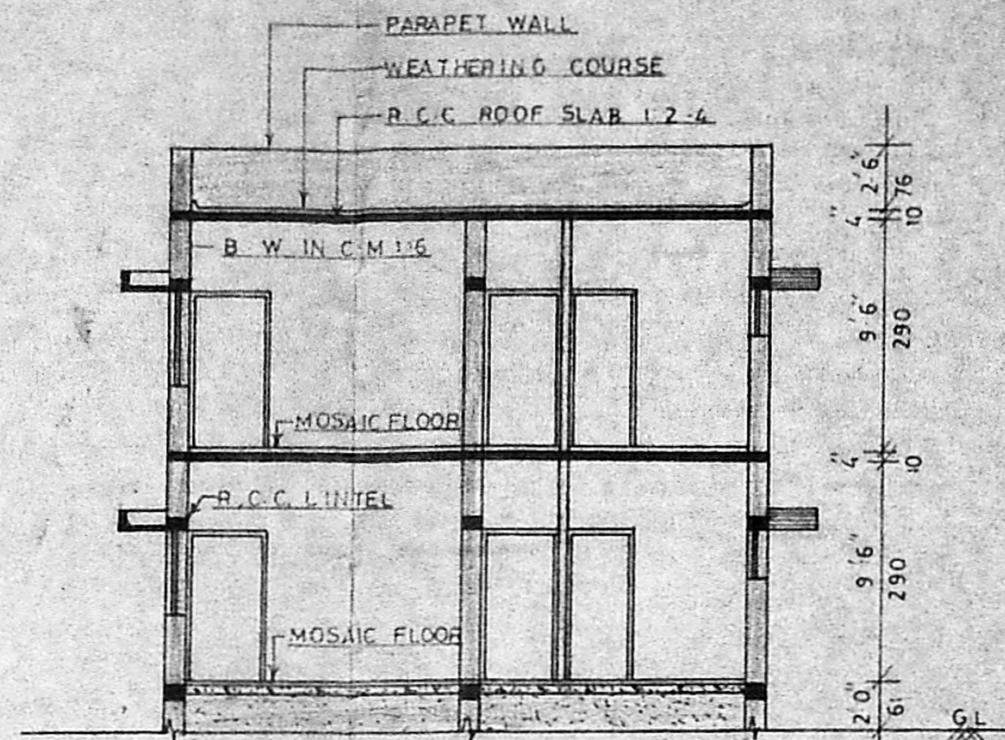 PARAPET WALL
WEATHERING COURSE
R.C.C ROOF SLAB 1:2:4
2'6"
76
4"
10
B W IN C·M 1:6
9'6"
290
MOSAIC FLOOR
4"
10
R.C.C. LINTEL
9'6"
290
MOSAIC FLOOR
2'0"
61
GL